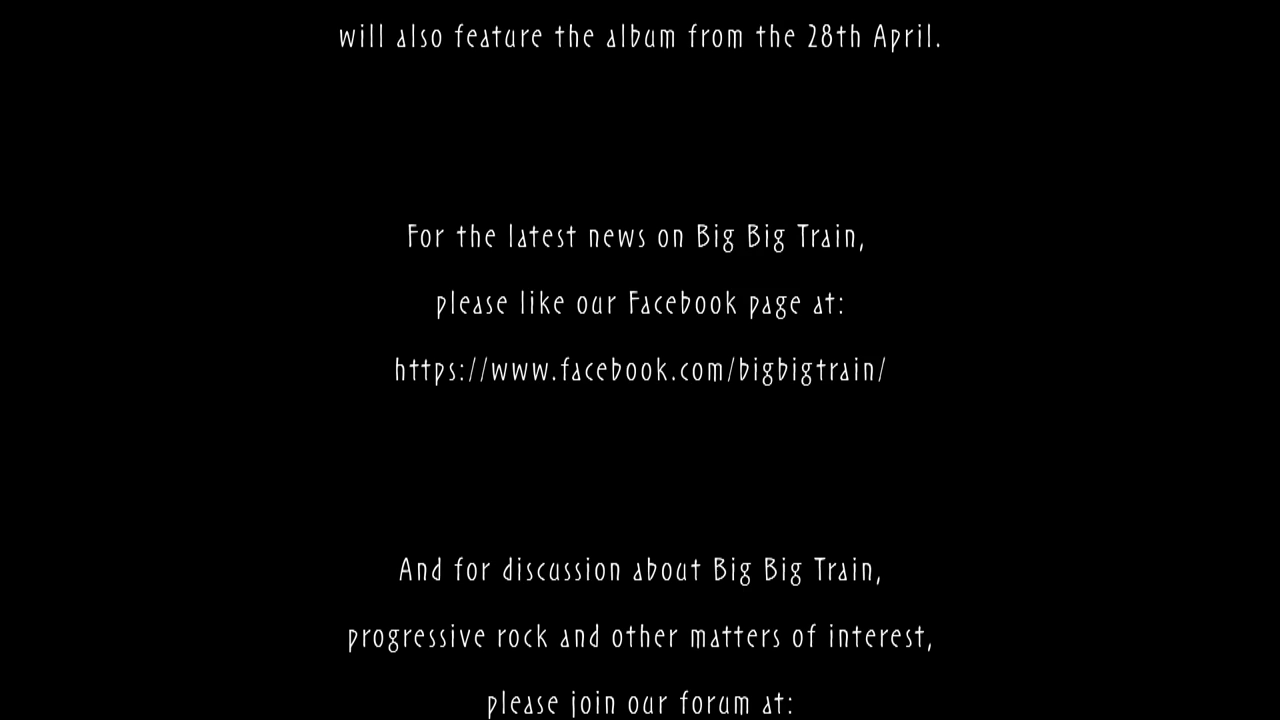 will also feature the album from the 28th April.
For the latest news on Big Big Train,
please like our Facebook page at:
https://www.facebook.com/bigbigtrain/
And for discussion about Big Big Train,
progressive rock and other matters of interest,
please join our forum at: